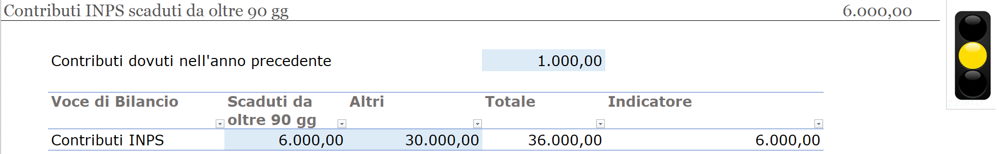 Contributi INPS scaduti da oltre 90 gg 6.000,00
Contributi dovuti nell'anno precedente 1.000,00
Voce di Bilancio Scaduti da oltre 90 gg Altri Totale Indicatore
Contributi INPS 6.000,00 30.000,00 36.000,00 6.000,00